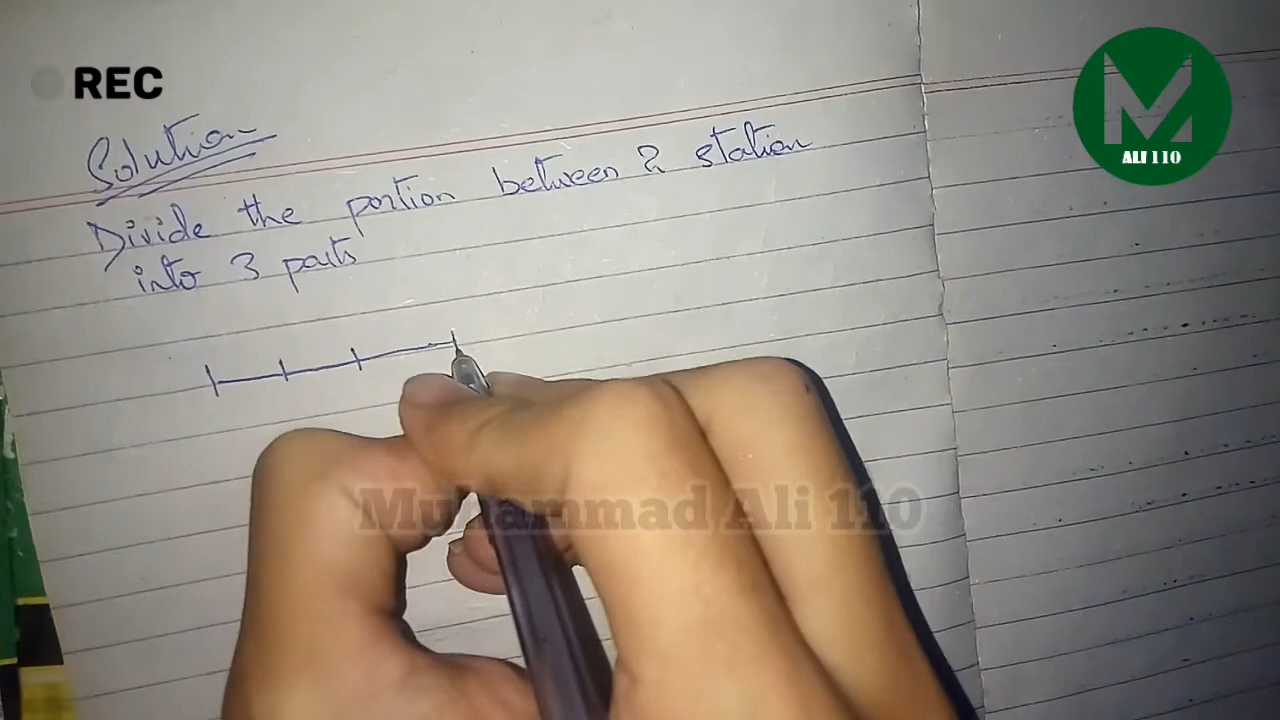 REC
M
ALI 110
Solution
Divide the portion between 2 station
into 3 parts
Muhammad Ali 110